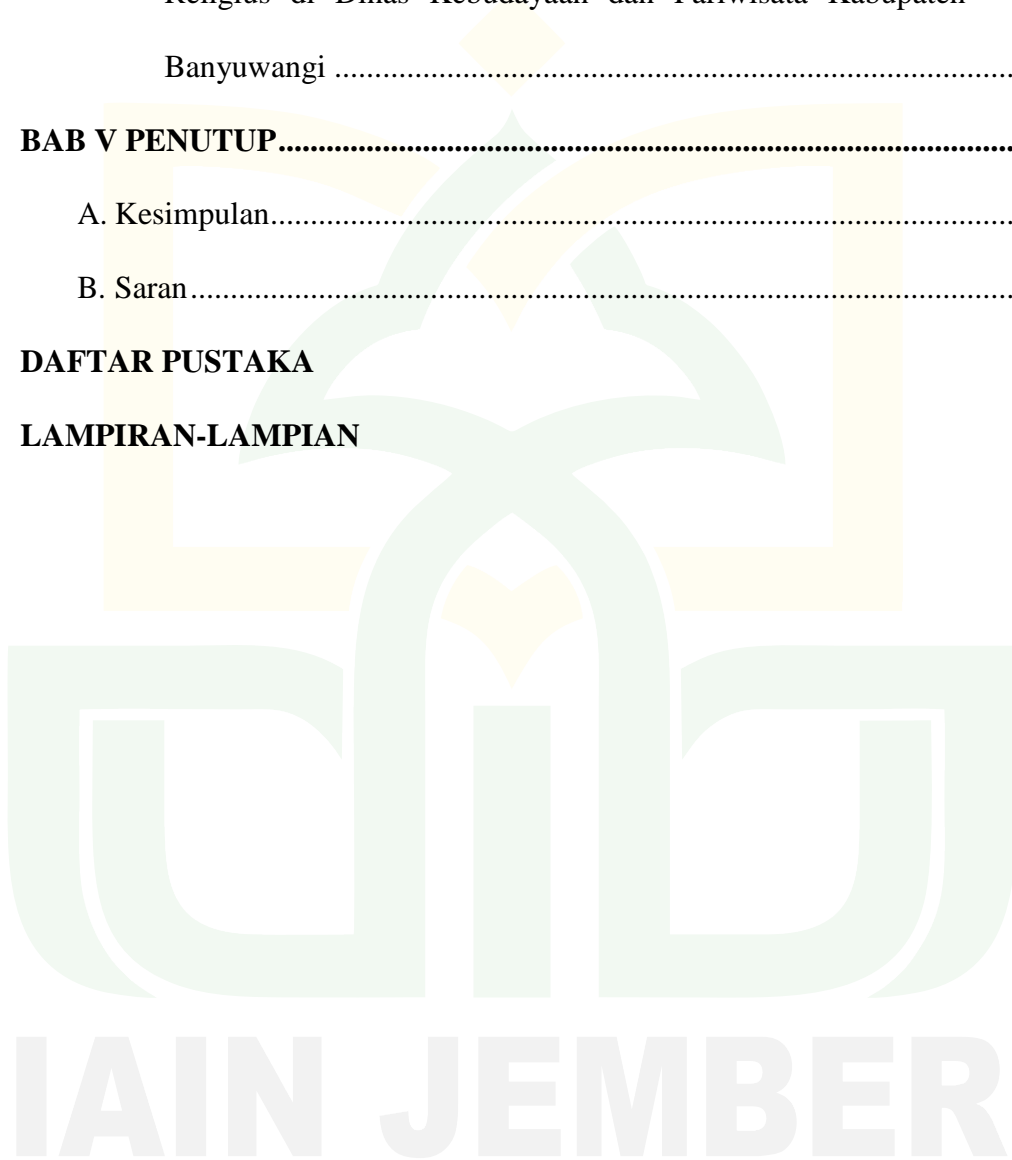 Religius di Dinas Kebudayaan dan Pariwisata Kabupaten
Banyuwangi ....................................................................................
BAB V PENUTUP............................................................................................
A. Kesimpulan.............................................................................................
B. Saran........................................................................................................
DAFTAR PUSTAKA
LAMPIRAN-LAMPIAN
IAIN JEMBER